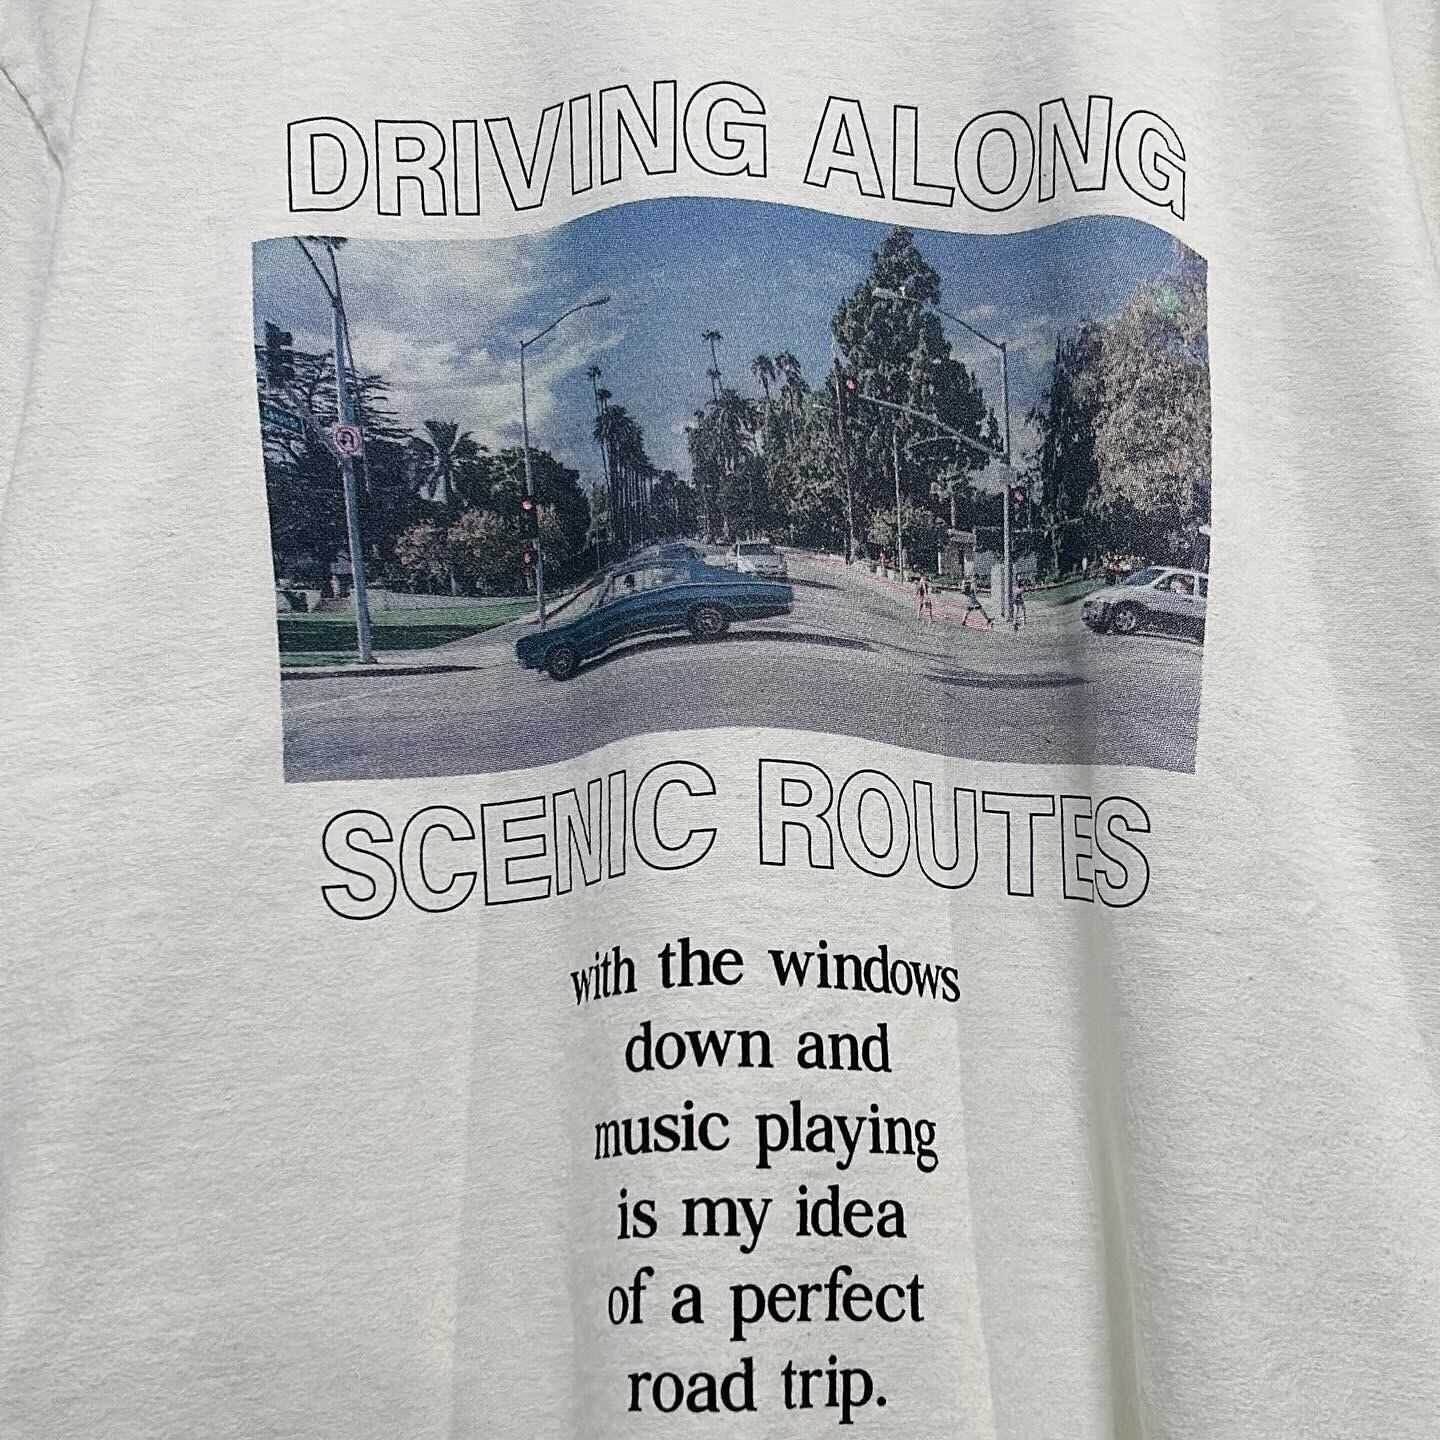 DRIVING ALONG
SCENIC ROUTES
with the windows
down and
music playing
is my idea
of a perfect
road trip.